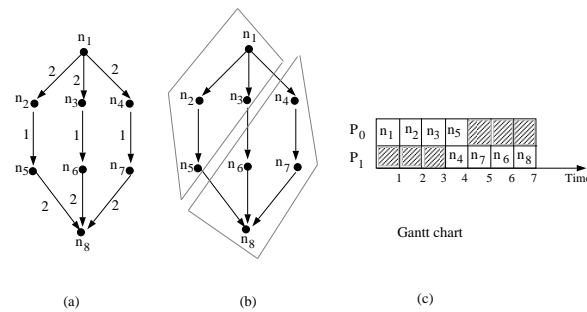 n1
2 2 2
n2 n3 n4
1 1 1
n5 n6 n7
2 2 2
n8
(a)
n1
n2 n3 n4
n5 n6 n7
n8
(b)
P0 n1 n2 n3 n5
P1 n4 n7 n6 n8
1 2 3 4 5 6 7 Time
Gantt chart
(c)